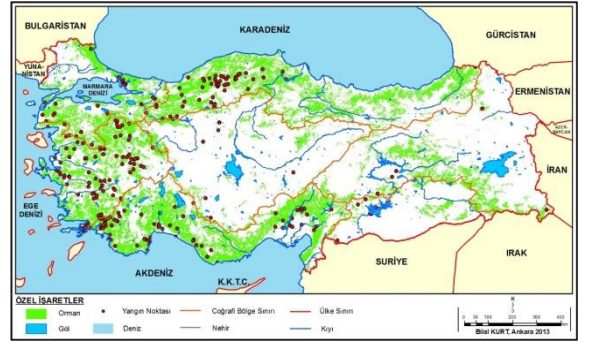 BULGARİSTAN
KARADENİZ
GÜRCİSTAN
YUNA-
NİSTAN
MARMARA
DENİZİ
ERMENİSTAN
İRAN
EGE
DENİZİ
AKDENİZ
K.K.T.C.
SURİYE
IRAK
ÖZEL İŞARETLER
Orman
Yangın Noktası
Coğrafi Bölge Sınırı
Ülke Sınırı
Göl
Deniz
Nehir
Kıyı
K
Bilal KURT, Ankara 2013